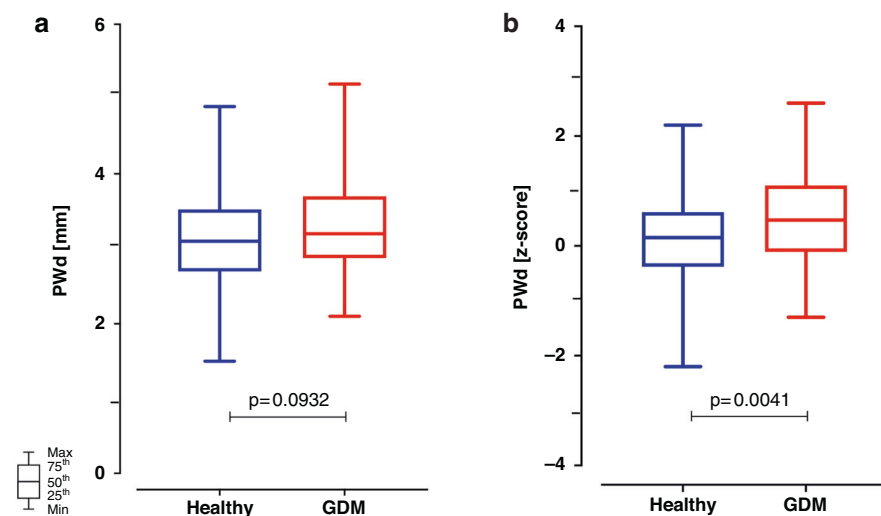 a
6
4
2
0
PWd [mm]
p=0.0932
Healthy GDM
Max
75th
50th
25th
Min
b
4
2
0
–2
–4
PWd [z-score]
p=0.0041
Healthy GDM